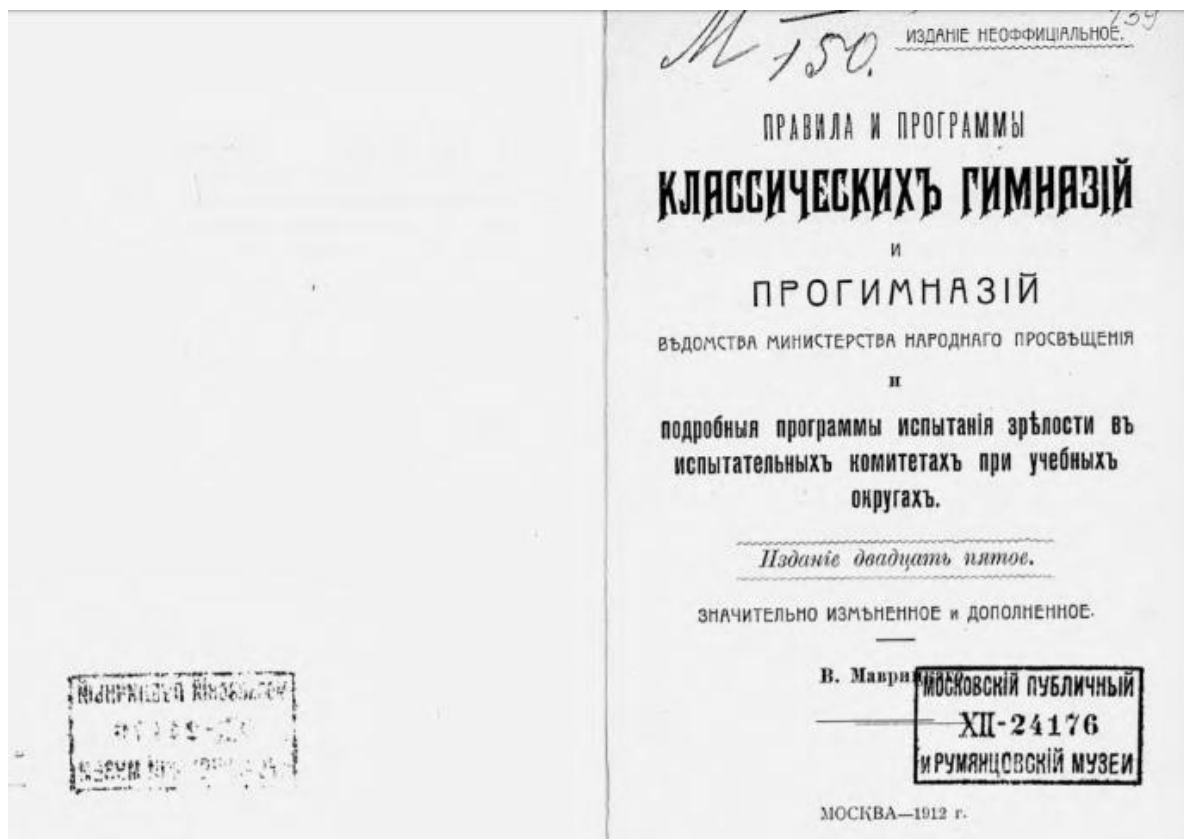 М 150.
139
ИЗДАНІЕ НЕОФФИЦІАЛЬНОЕ.
ПРАВИЛА И ПРОГРАММЫ
КЛАССИЧЕСКИХЪ ГИМНАЗІЙ
И
ПРОГИМНАЗІЙ
ВѢДОМСТВА МИНИСТЕРСТВА НАРОДНАГО ПРОСВѢЩЕНІЯ
и
подробныя программы испытанія зрѣлости въ
испытательныхъ комитетахъ при учебныхъ
округахъ.
Изданіе двадцать пятое.
ЗНАЧИТЕЛЬНО ИЗМѢНЕННОЕ и ДОПОЛНЕННОЕ.
В.
МОСКОВСКІЙ ПУБЛИЧНЫЙ
XII-24176
и РУМЯНЦОВСКІЙ МУЗЕИ
МОСКВА—1912 г.